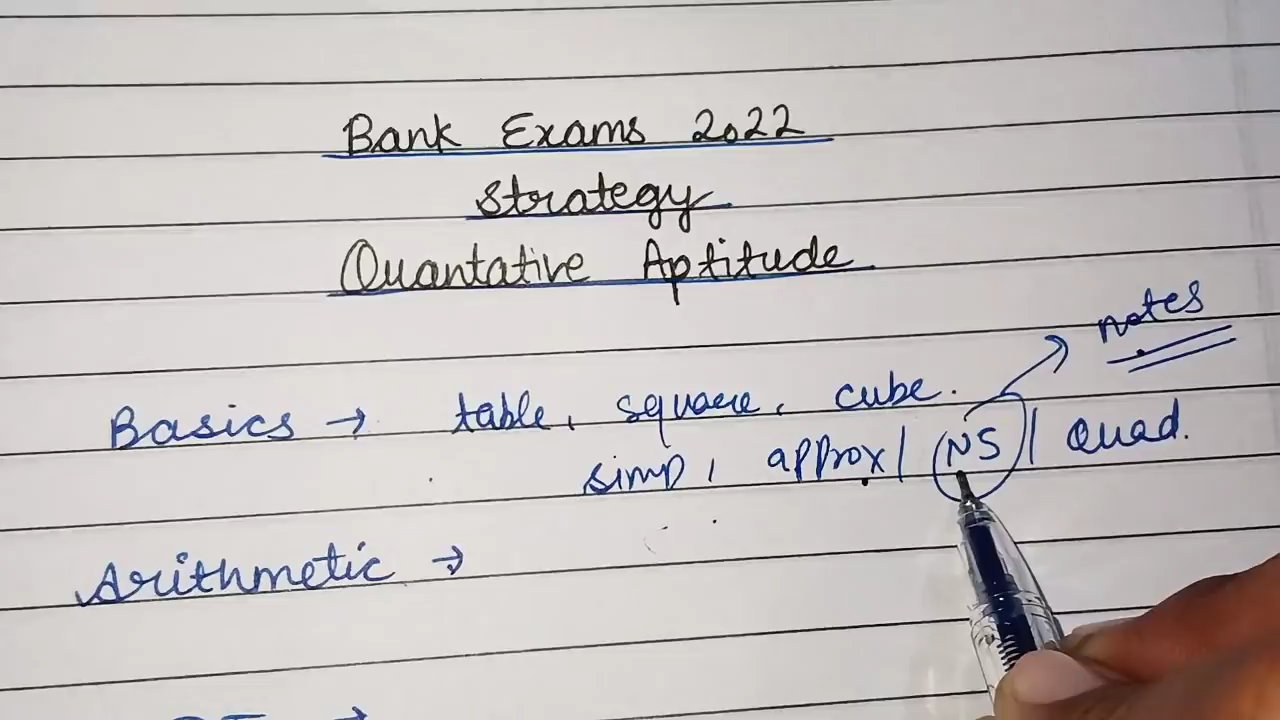 Bank Exams 2022
Strategy
Quantative Aptitude
notes
Basics → table, square, cube.
simp, approx/ NS / Quad.
Arithmetic →